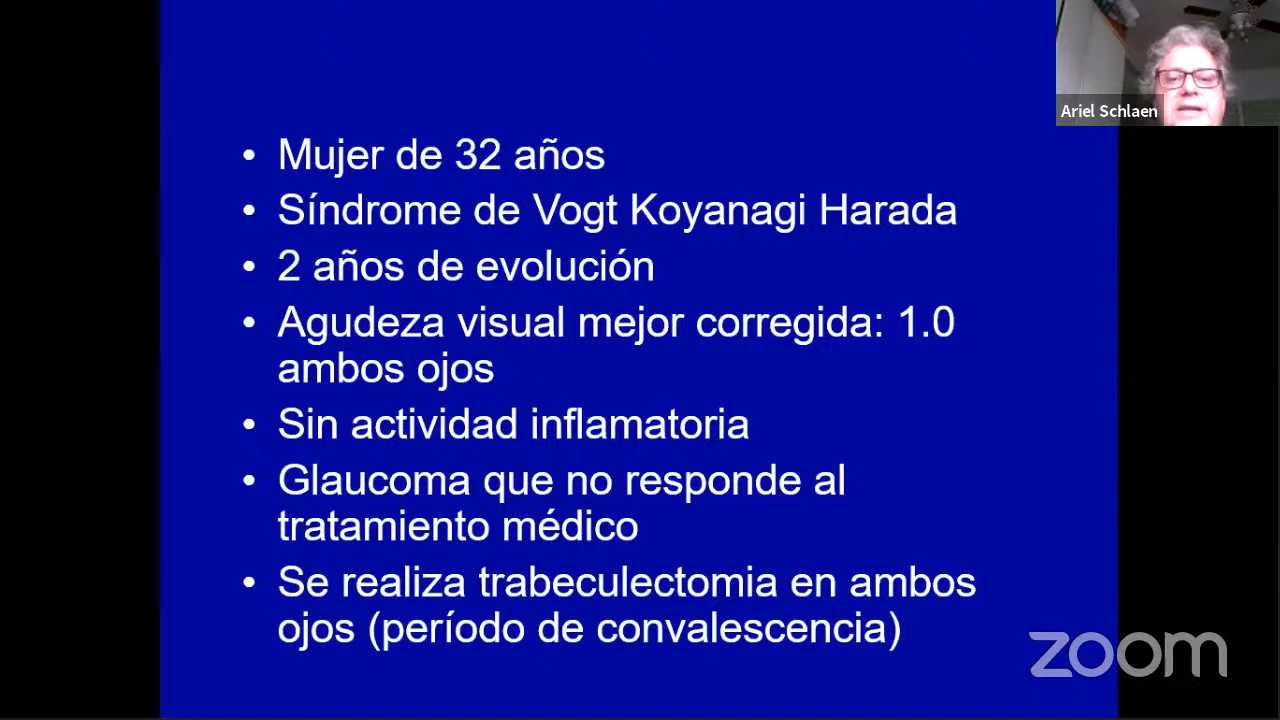 Ariel Schlaen
• Mujer de 32 años
• Síndrome de Vogt Koyanagi Harada
• 2 años de evolución
• Agudeza visual mejor corregida: 1.0
ambos ojos
• Sin actividad inflamatoria
• Glaucoma que no responde al
tratamiento médico
• Se realiza trabeculectomia en ambos
ojos (período de convalescencia)
zoom